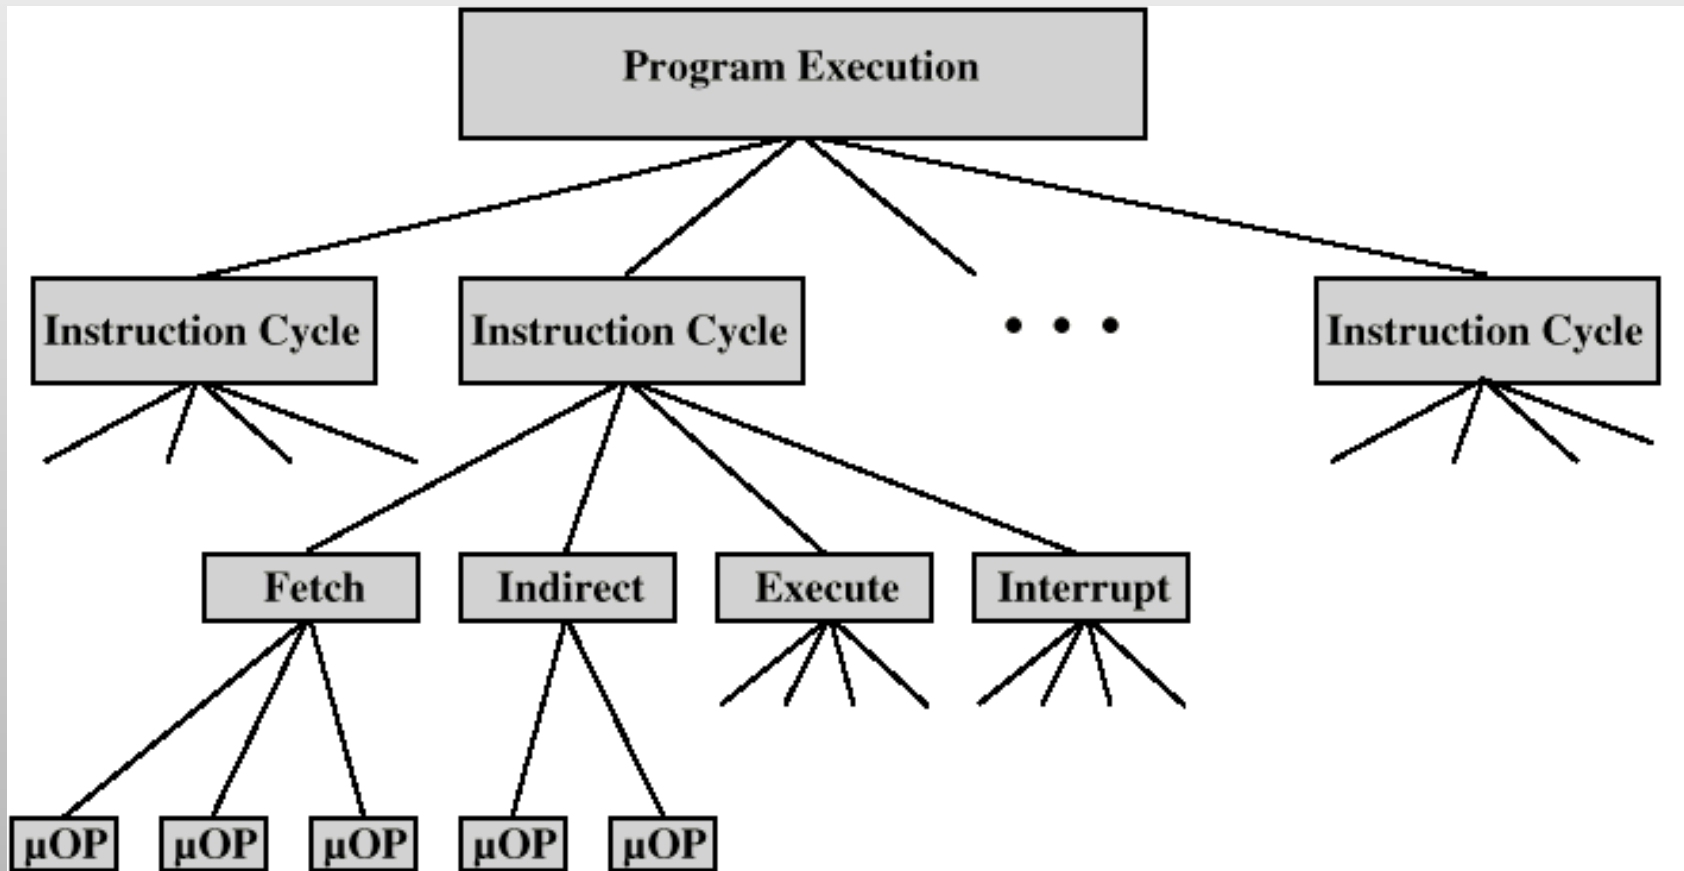 Program Execution
Instruction Cycle
Instruction Cycle
• • •
Instruction Cycle
Fetch
Indirect
Execute
Interrupt
µOP
µOP
µOP
µOP
µOP